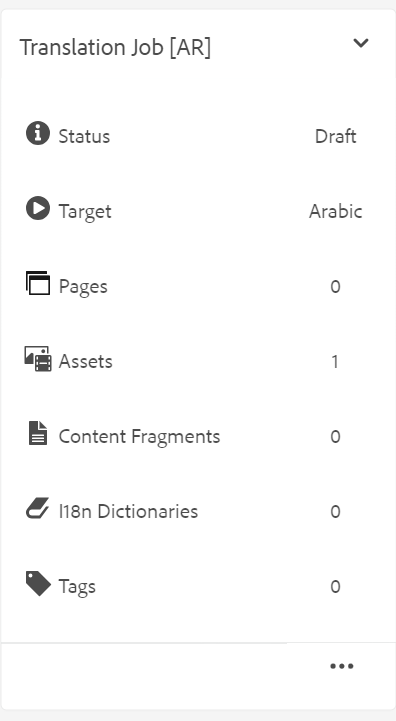 Translation Job [AR]
Status Draft
Target Arabic
Pages 0
Assets 1
Content Fragments 0
I18n Dictionaries 0
Tags 0